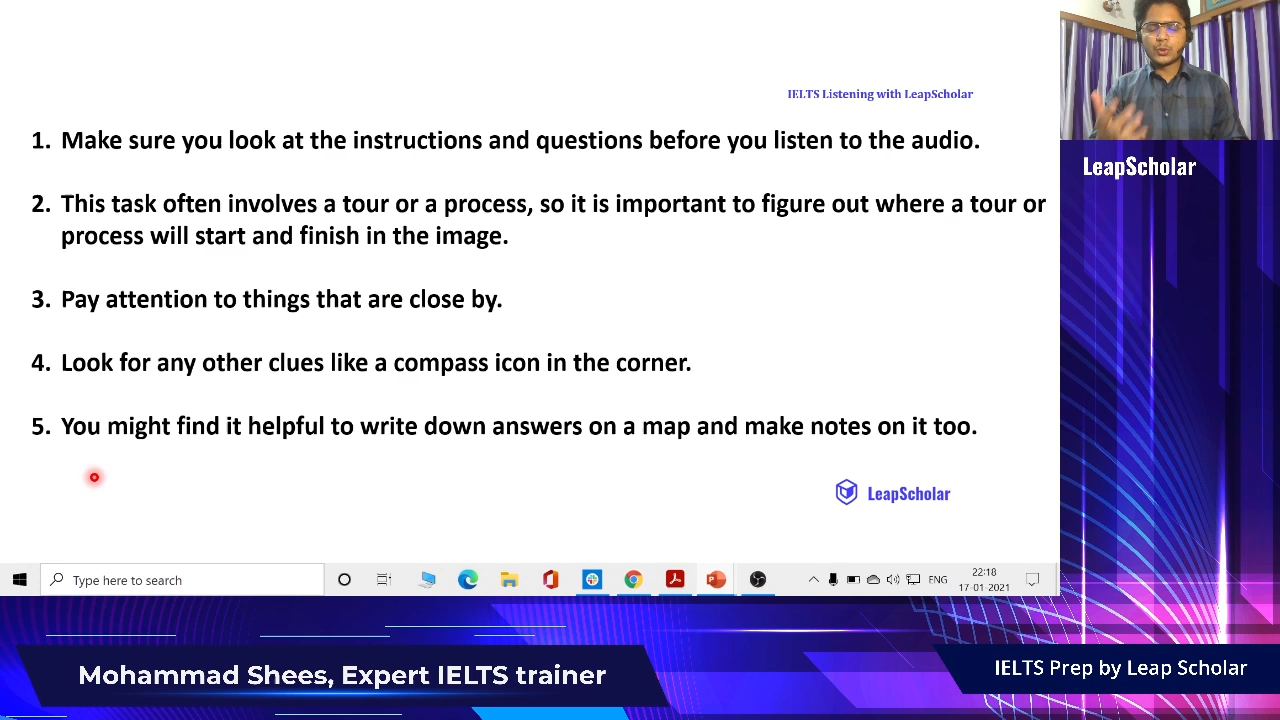 IELTS Listening with LeapScholar
1. Make sure you look at the instructions and questions before you listen to the audio.
2. This task often involves a tour or a process, so it is important to figure out where a tour or
process will start and finish in the image.
3. Pay attention to things that are close by.
4. Look for any other clues like a compass icon in the corner.
5. You might find it helpful to write down answers on a map and make notes on it too.
LeapScholar
LeapScholar
Type here to search
ENG
22:18
17-01-2021
Mohammad Shees, Expert IELTS trainer
IELTS Prep by Leap Scholar